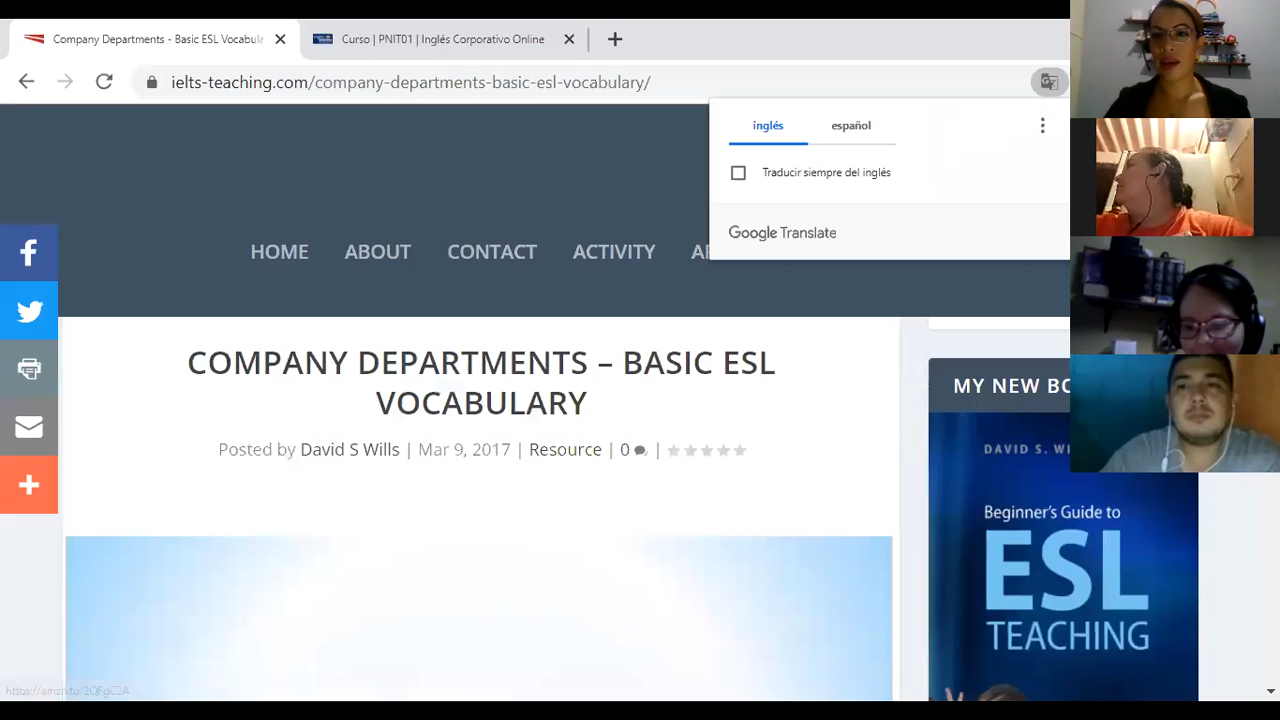 Company Departments - Basic ESL Vocabula
Curso | PNIT01 | Inglés Corporativo Online
ielts-teaching.com/company-departments-basic-esl-vocabulary/
inglés español
Traducir siempre del inglés
Google Translate
HOME ABOUT CONTACT ACTIVITY
COMPANY DEPARTMENTS – BASIC ESL
VOCABULARY
Posted by David S Wills | Mar 9, 2017 | Resource | 0
MY NEW BO
DAVID S. WI
Beginner's Guide to
ESL
TEACHING